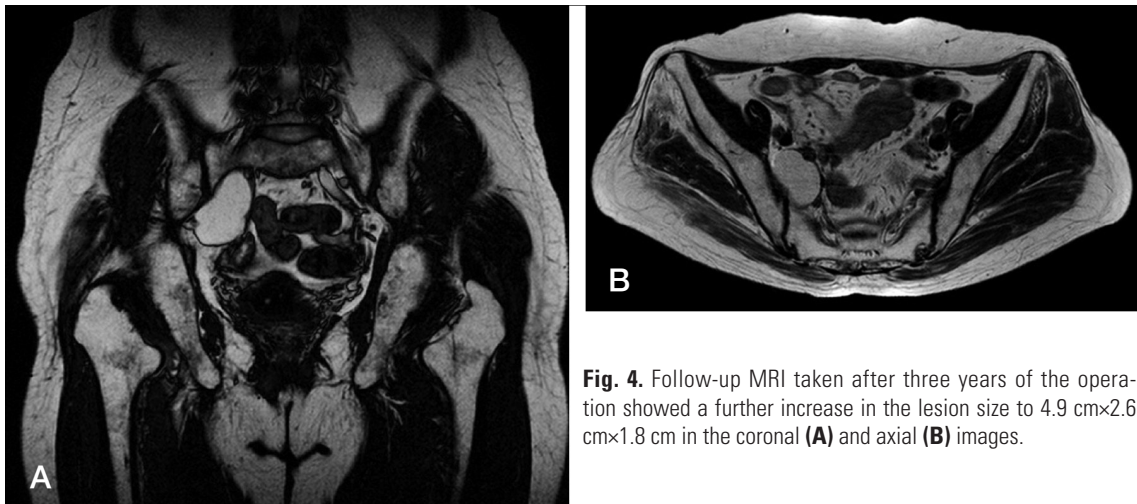 A
B
Fig. 4. Follow-up MRI taken after three years of the opera-
tion showed a further increase in the lesion size to 4.9 cm×2.6
cm×1.8 cm in the coronal (A) and axial (B) images.